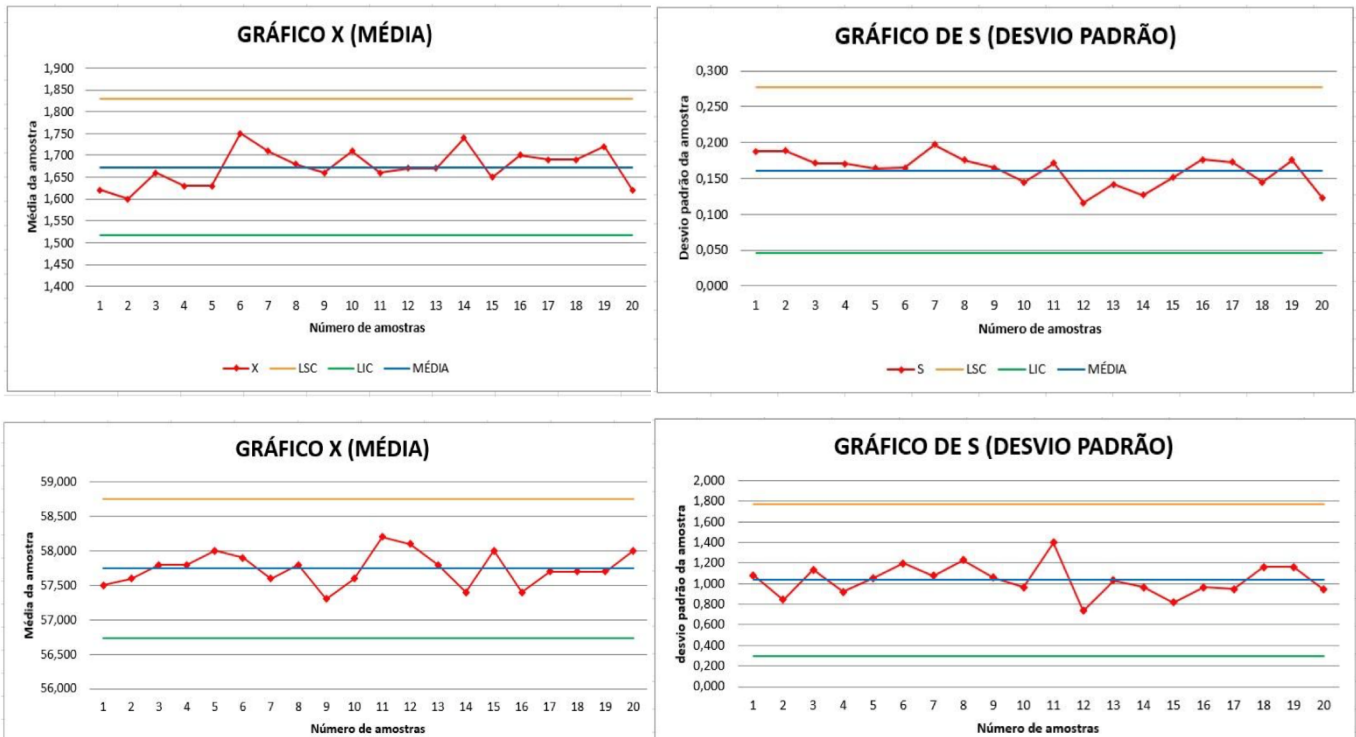 GRÁFICO X (MÉDIA)
1,900
1,850
1,800
1,750
1,700
1,650
1,600
1,550
1,500
1,450
1,400
Média da amostra
1 2 3 4 5 6 7 8 9 10 11 12 13 14 15 16 17 18 19 20
Número de amostras
X LSC LIC MÉDIA
GRÁFICO DE S (DESVIO PADRÃO)
0,300
0,250
0,200
0,150
0,100
0,050
0,000
Desvio padrão da amostra
1 2 3 4 5 6 7 8 9 10 11 12 13 14 15 16 17 18 19 20
Número de amostras
S LSC LIC MÉDIA
GRÁFICO X (MÉDIA)
59,000
58,500
58,000
57,500
57,000
56,500
56,000
Média da amostra
1 2 3 4 5 6 7 8 9 10 11 12 13 14 15 16 17 18 19 20
Número de amostras
GRÁFICO DE S (DESVIO PADRÃO)
2,000
1,800
1,600
1,400
1,200
1,000
0,800
0,600
0,400
0,200
0,000
desvio padrão da amostra
1 2 3 4 5 6 7 8 9 10 11 12 13 14 15 16 17 18 19 20
Número de amostras